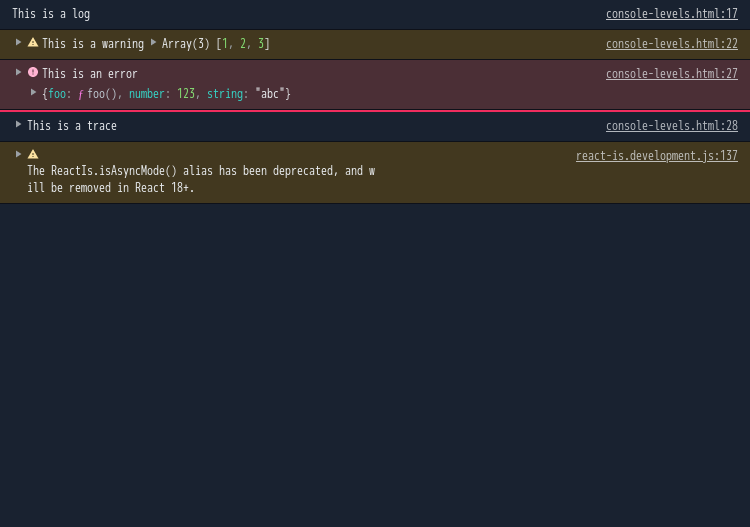 This is a log console-levels.html:17
This is a warning Array(3) [1, 2, 3] console-levels.html:22
This is an error console-levels.html:27
{foo: ƒ foo(), number: 123, string: "abc"}
This is a trace console-levels.html:28
react-is.development.js:137
The ReactIs.isAsyncMode() alias has been deprecated, and w
ill be removed in React 18+.